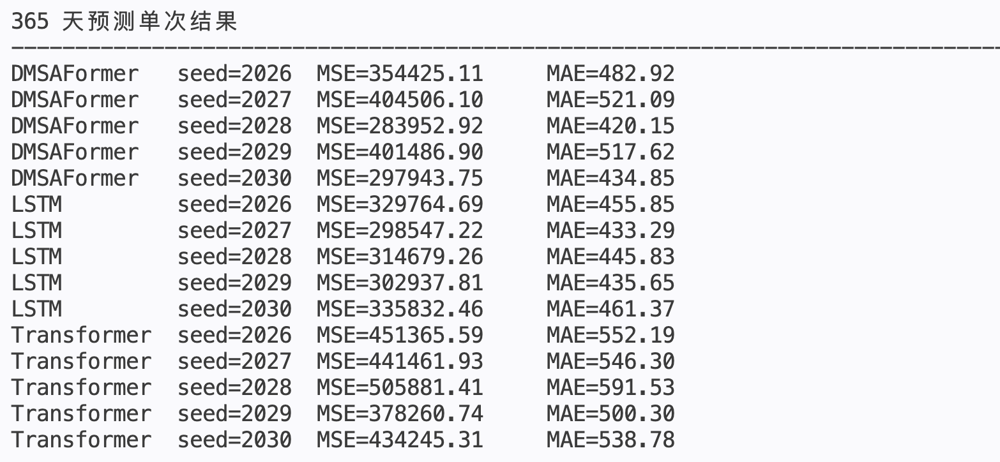 365 天预测单次结果
--------------------------------------------------------------------------------
DMSAFormer   seed=2026  MSE=354425.11     MAE=482.92
DMSAFormer   seed=2027  MSE=404506.10     MAE=521.09
DMSAFormer   seed=2028  MSE=283952.92     MAE=420.15
DMSAFormer   seed=2029  MSE=401486.90     MAE=517.62
DMSAFormer   seed=2030  MSE=297943.75     MAE=434.85
LSTM         seed=2026  MSE=329764.69     MAE=455.85
LSTM         seed=2027  MSE=298547.22     MAE=433.29
LSTM         seed=2028  MSE=314679.26     MAE=445.83
LSTM         seed=2029  MSE=302937.81     MAE=435.65
LSTM         seed=2030  MSE=335832.46     MAE=461.37
Transformer  seed=2026  MSE=451365.59     MAE=552.19
Transformer  seed=2027  MSE=441461.93     MAE=546.30
Transformer  seed=2028  MSE=505881.41     MAE=591.53
Transformer  seed=2029  MSE=378260.74     MAE=500.30
Transformer  seed=2030  MSE=434245.31     MAE=538.78